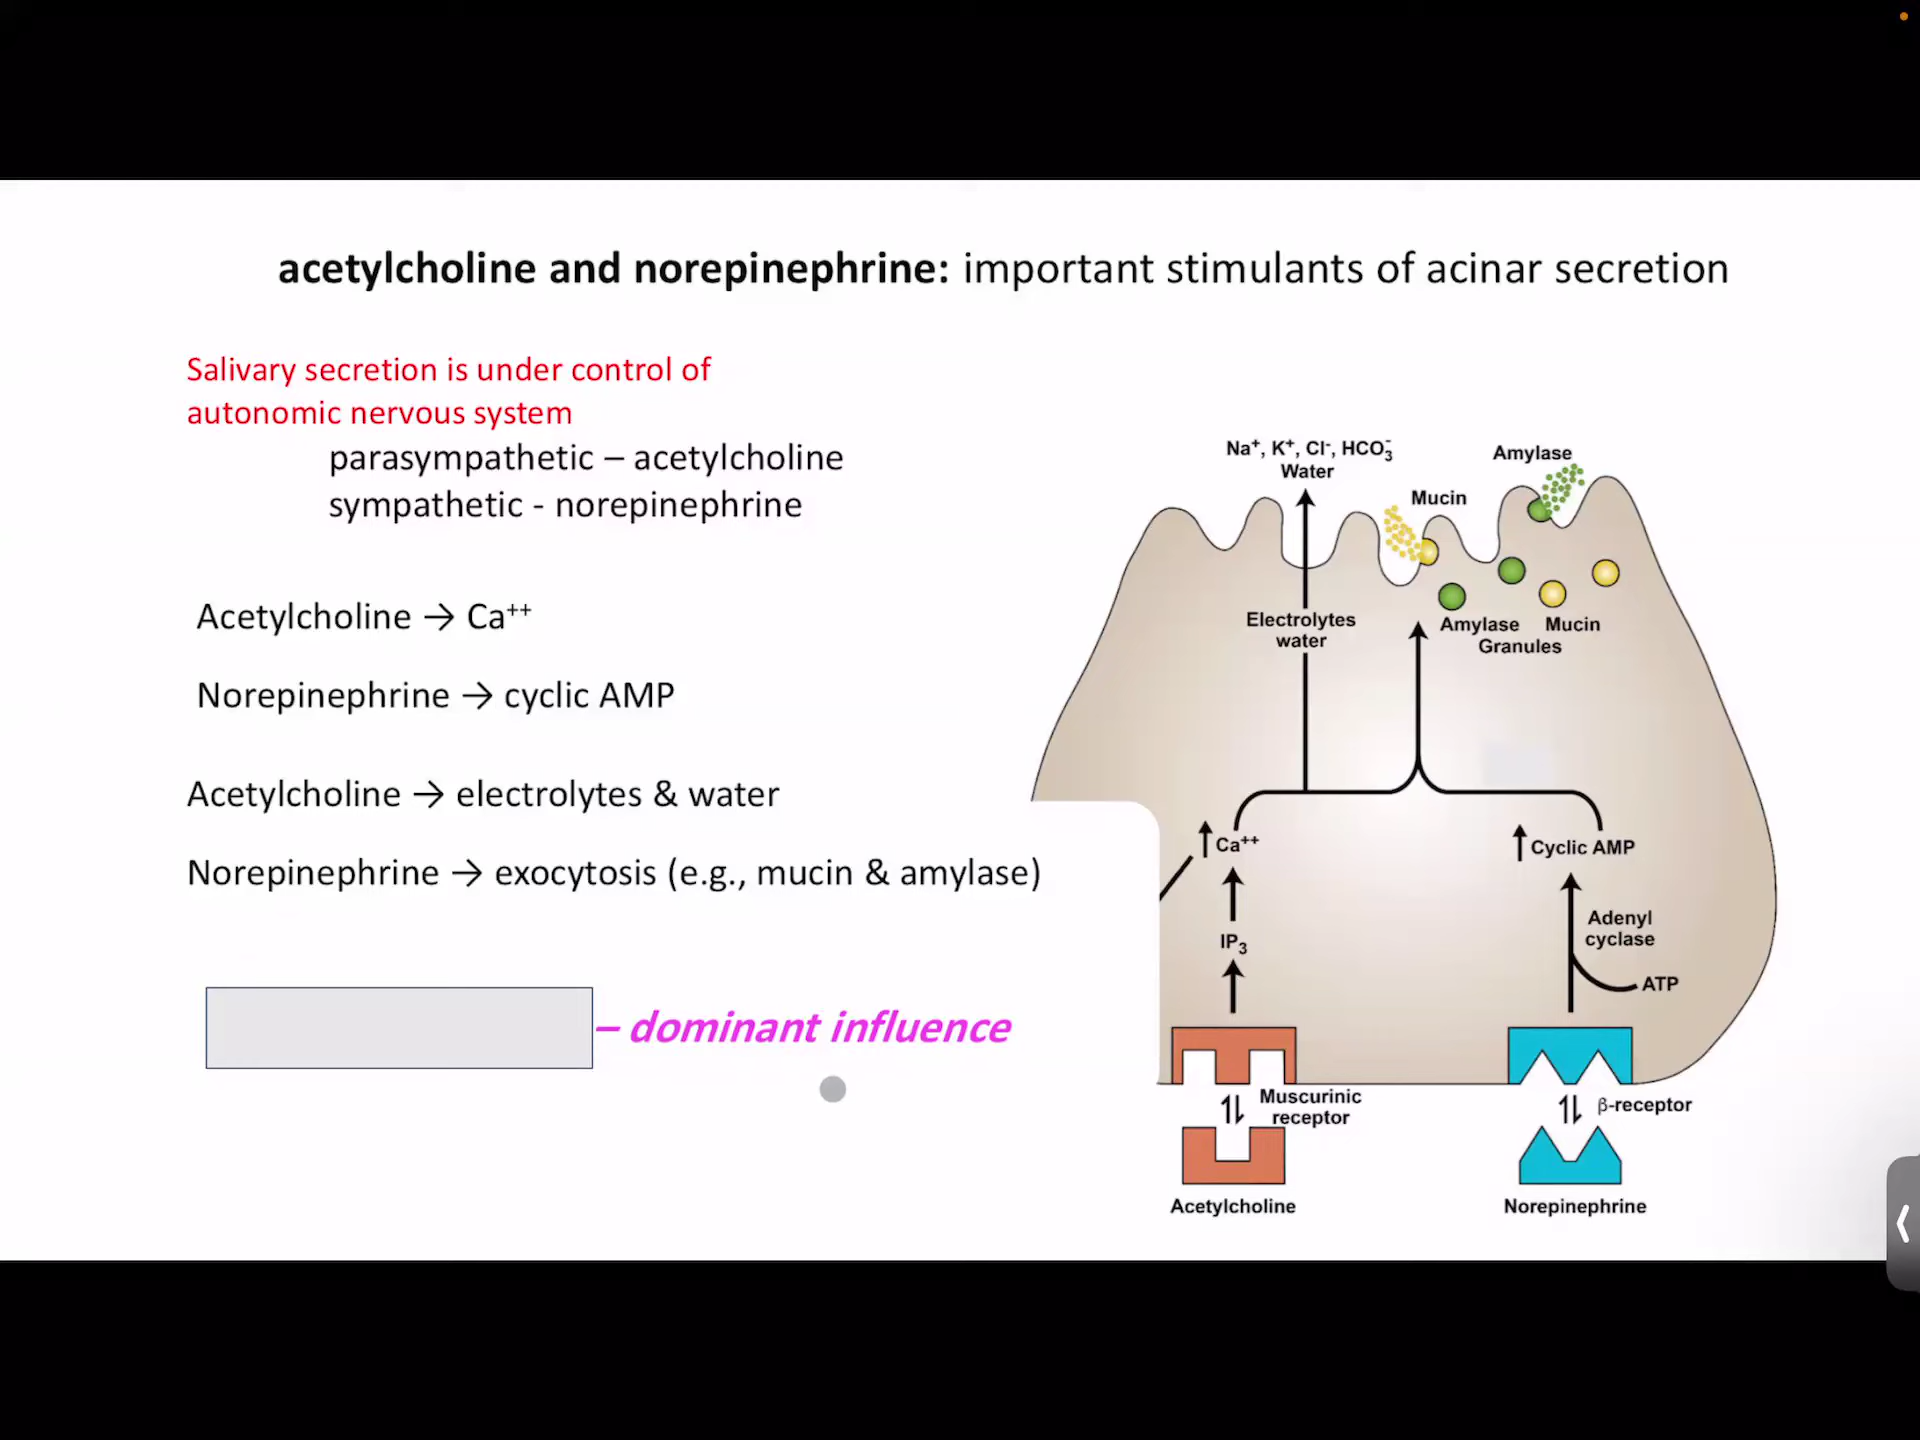 acetylcholine and norepinephrine: important stimulants of acinar secretion
Salivary secretion is under control of
autonomic nervous system
parasympathetic – acetylcholine
sympathetic - norepinephrine
Acetylcholine → Ca⁺⁺
Norepinephrine → cyclic AMP
Acetylcholine → electrolytes & water
Norepinephrine → exocytosis (e.g., mucin & amylase)
– dominant influence
Na⁺, K⁺, Cl⁻, HCO₃⁻
Water
Amylase
Mucin
Electrolytes
water
Amylase Mucin
Granules
↑ Ca⁺⁺
↑ Cyclic AMP
IP₃
Adenyl
cyclase
ATP
Muscurinic
receptor
β-receptor
Acetylcholine
Norepinephrine